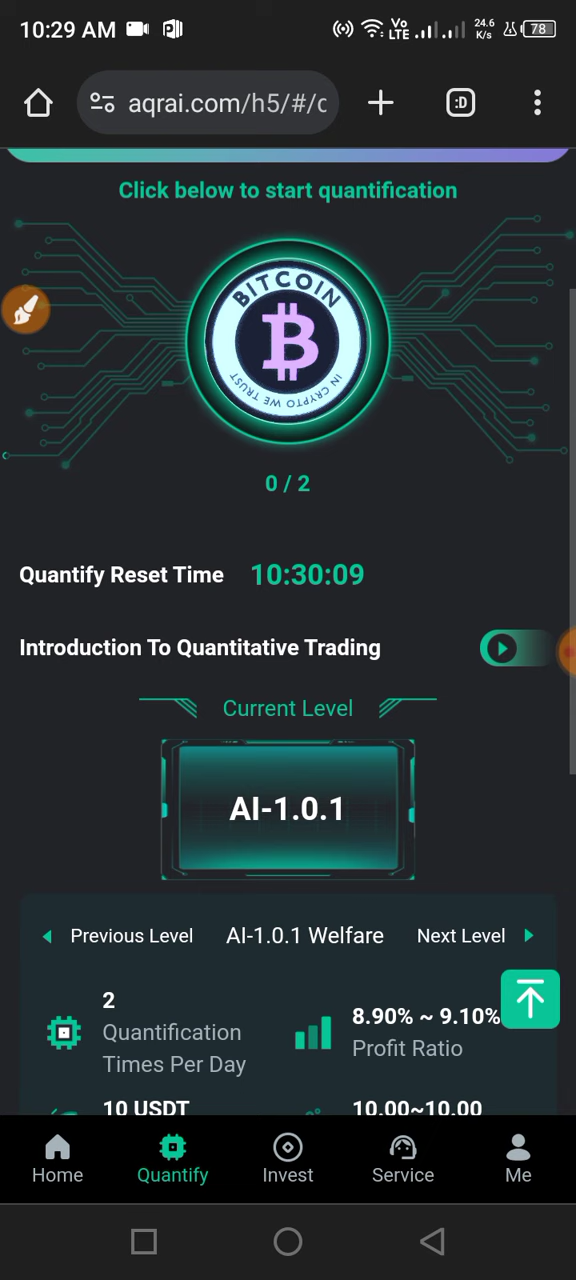 10:29 AM
Vo LTE 24.6 K/s 78
aqrai.com/h5/#/c
:D
Click below to start quantification
BITCOIN
B
IN CRYPTO WE TRUST
0 / 2
Quantify Reset Time 10:30:09
Introduction To Quantitative Trading
Current Level
AI-1.0.1
Previous Level AI-1.0.1 Welfare Next Level
2
Quantification
Times Per Day
8.90% ~ 9.10%
Profit Ratio
10 USDT
10.00~10.00
Home Quantify Invest Service Me